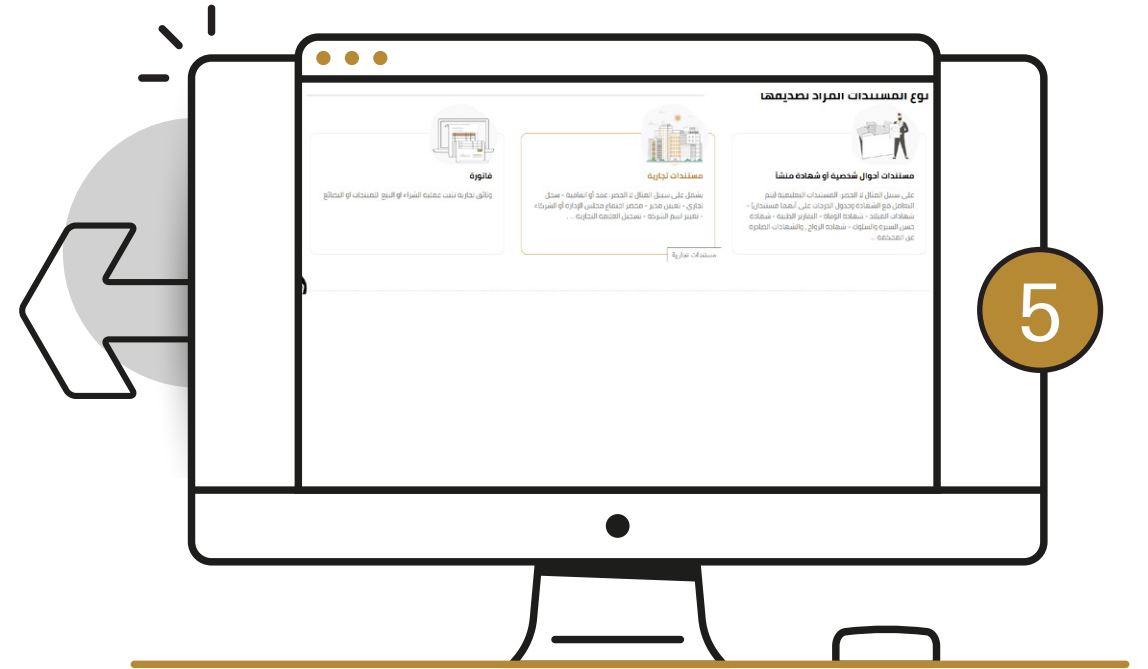 نوع المستندات المراد تصديقها
مستندات أحوال شخصية أو شهادة منشأ
على سبيل المثال لا الحصر: المستندات التعليمية (يتم
التعامل مع الشهادة وجدول الدرجات على أنهما مستندان) -
شهادات الميلاد - شهادة الوفاة - التقارير الطبية - شهادة
حسن السيرة والسلوك - شهادة الزواج, والشهادات الصادرة
عن المحكمة ...
مستندات تجارية
يشمل على سبيل المثال لا الحصر: عقد أو اتفاقية - سجل
تجاري - تعيين مدير - محضر اجتماع مجلس الإدارة أو الشركاء
- تغيير اسم الشركة - تسجيل العلامة التجارية ... .
مستندات تجارية
فاتورة
وثائق تجارية تثبت عملية الشراء او البيع للمنتجات او البضائع
5